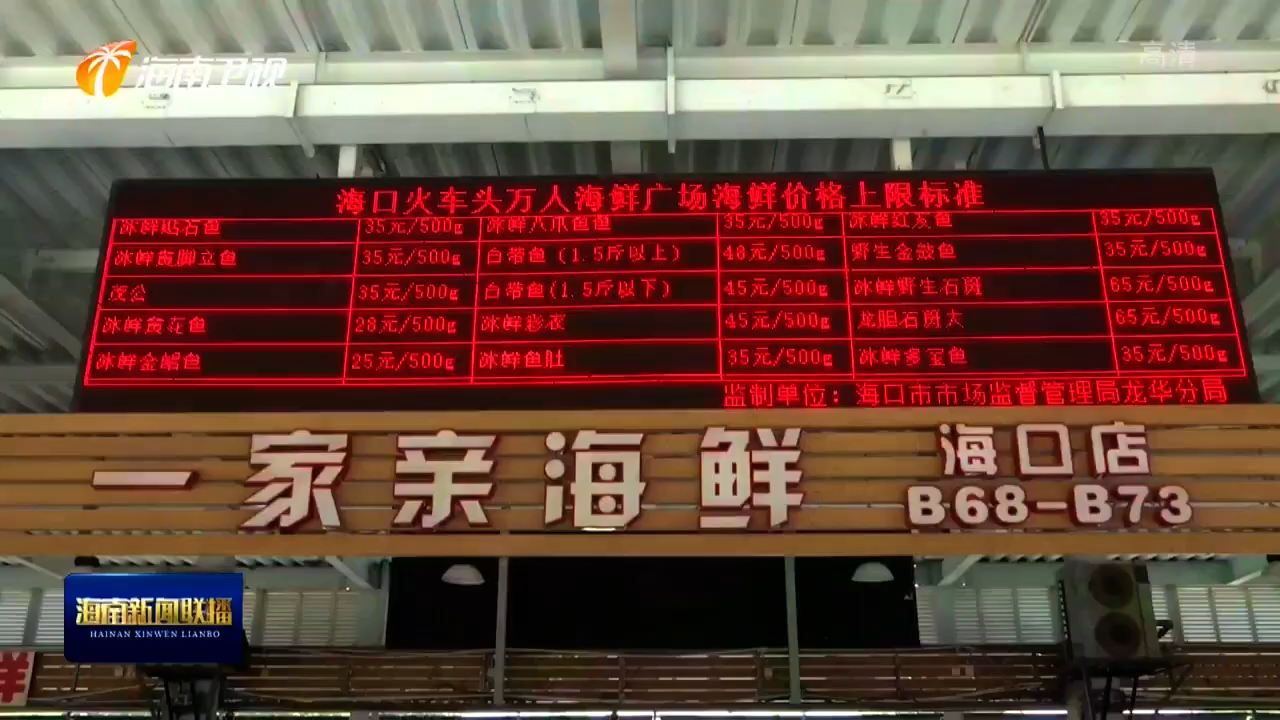 海南卫视
高清
海口火车头万人海鲜广场海鲜价格上限标准
冰鲜贴石鱼 35元/500g 冰鲜八爪鱼鱼 35元/500g 冰鲜红友鱼 35元/500g
冰鲜黄脚立鱼 35元/500g 白带鱼(1.5斤以上) 48元/500g 野生金鼓鱼 35元/500g
茂公 35元/500g 白带鱼(1.5斤以下) 45元/500g 冰鲜野生石斑 65元/500g
冰鲜黄花鱼 28元/500g 冰鲜彩衣 45元/500g 龙胆石斑大 65元/500g
冰鲜金鲳鱼 25元/500g 冰鲜鱼肚 35元/500g 冰鲜多宝鱼 35元/500g
监制单位：海口市市场监督管理局龙华分局
一家亲海鲜 海口店
B68-B73
海南新闻联播
HAINAN XINWEN LIANBO
鲜